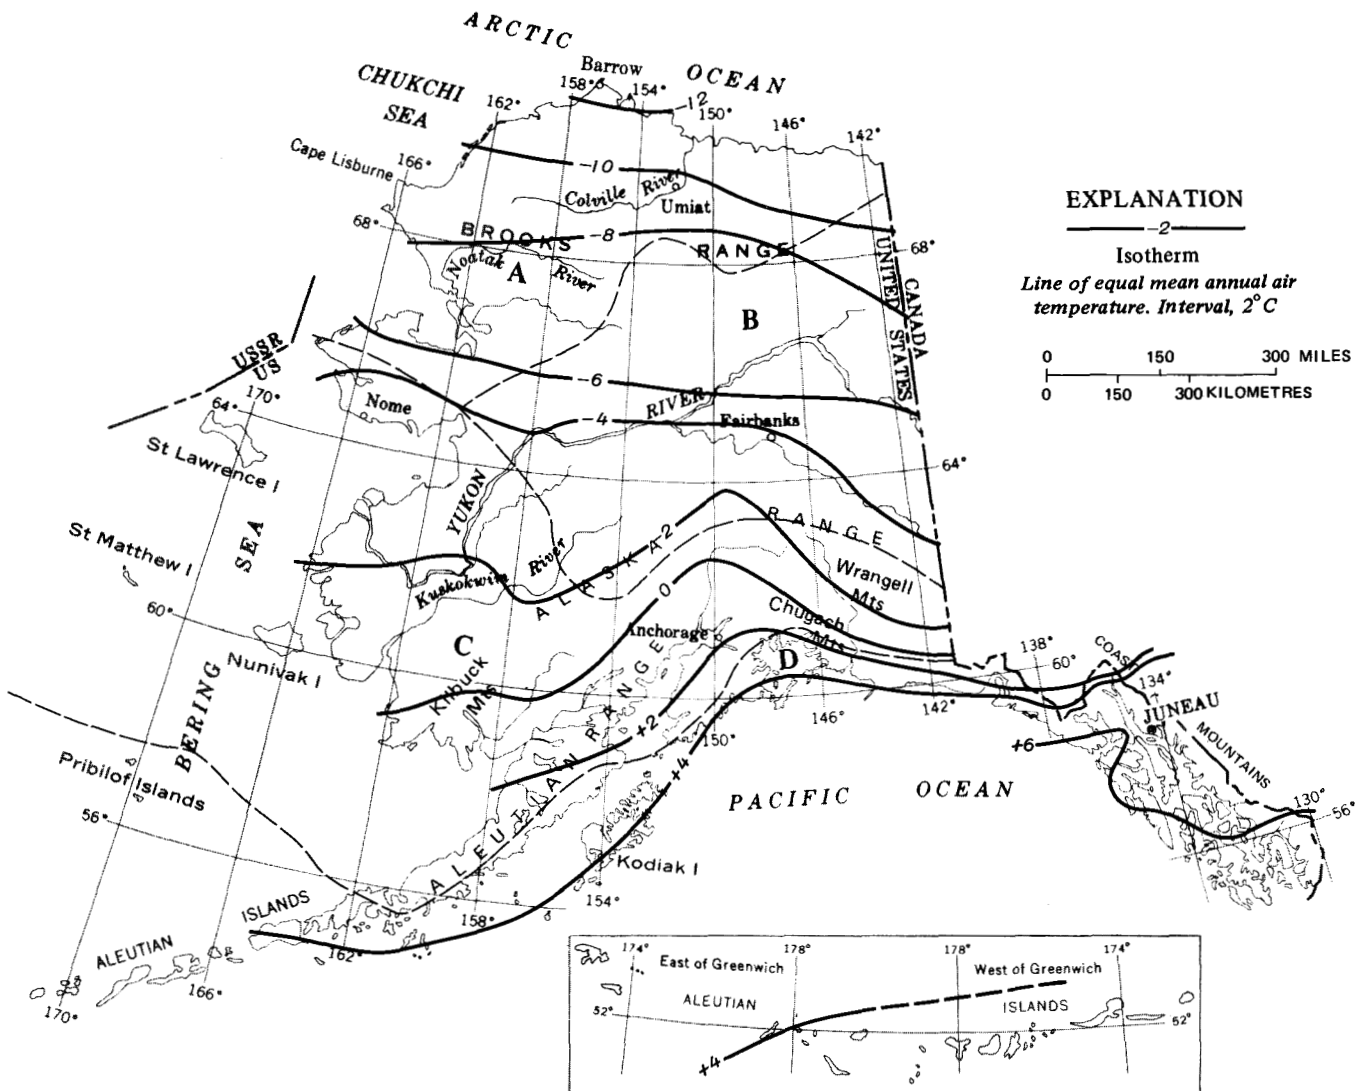 ARCTIC OCEAN
Barrow
CHUKCHI SEA
158° 154° -12 150° 146° 142°
162°
Cape Lisburne
166°
-10
Colville River
Umiat
68°
BROOKS RANGE
-8
68°
Noatak River
A
B
UNITED STATES
CANADA
USSR
US
170°
64°
Nome
-6
-4
YUKON RIVER
Fairbanks
64°
St Lawrence I
St Matthew I
BERING SEA
ALASKA RANGE
-2
Kuskokwim River
Wrangell Mts
60°
Nunivak I
C
Kilbuck Mts
0
Anchorage
Chugach Mts
D
138°
60°
COAST MOUNTAINS
134°
JUNEAU
142°
146°
150°
+2
+4
+6
ALEUTIAN RANGE
Pribilof Islands
56°
PACIFIC OCEAN
130°
56°
Kodiak I
154°
158°
162°
166°
170°
ALEUTIAN ISLANDS
EXPLANATION
-2
Isotherm
Line of equal mean annual air
temperature. Interval, 2°C
0 150 300 MILES
0 150 300 KILOMETRES
174° 178° 178° 174°
East of Greenwich West of Greenwich
ALEUTIAN ISLANDS
52° 52°
+4